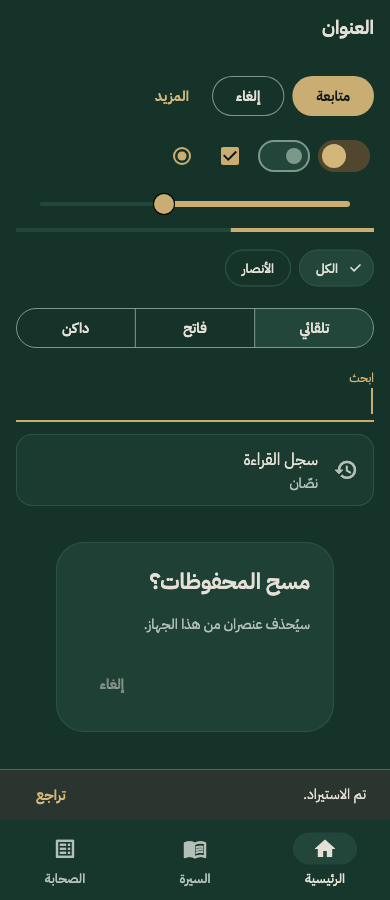 العنوان
متابعة
إلغاء
المزيد
الكل
الأنصار
تلقائي
فاتح
داكن
ابحث
سجل القراءة
نصّان
مسح المحفوظات؟
سيُحذف عنصران من هذا الجهاز.
إلغاء
تم الاستيراد.
تراجع
الرئيسية
السيرة
الصحابة